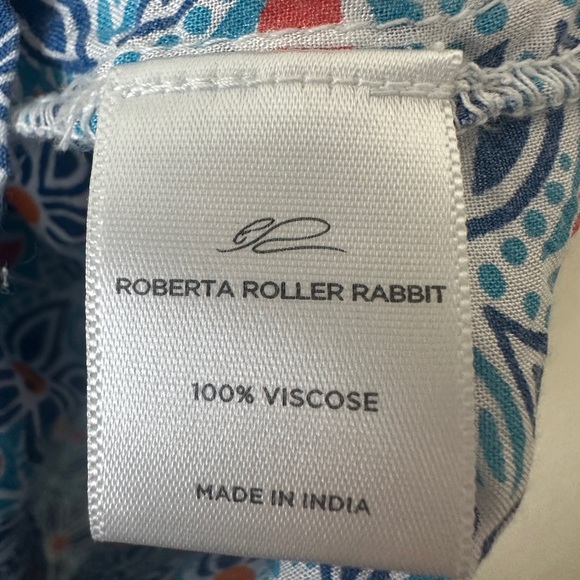 ROBERTA ROLLER RABBIT
100% VISCOSE
MADE IN INDIA